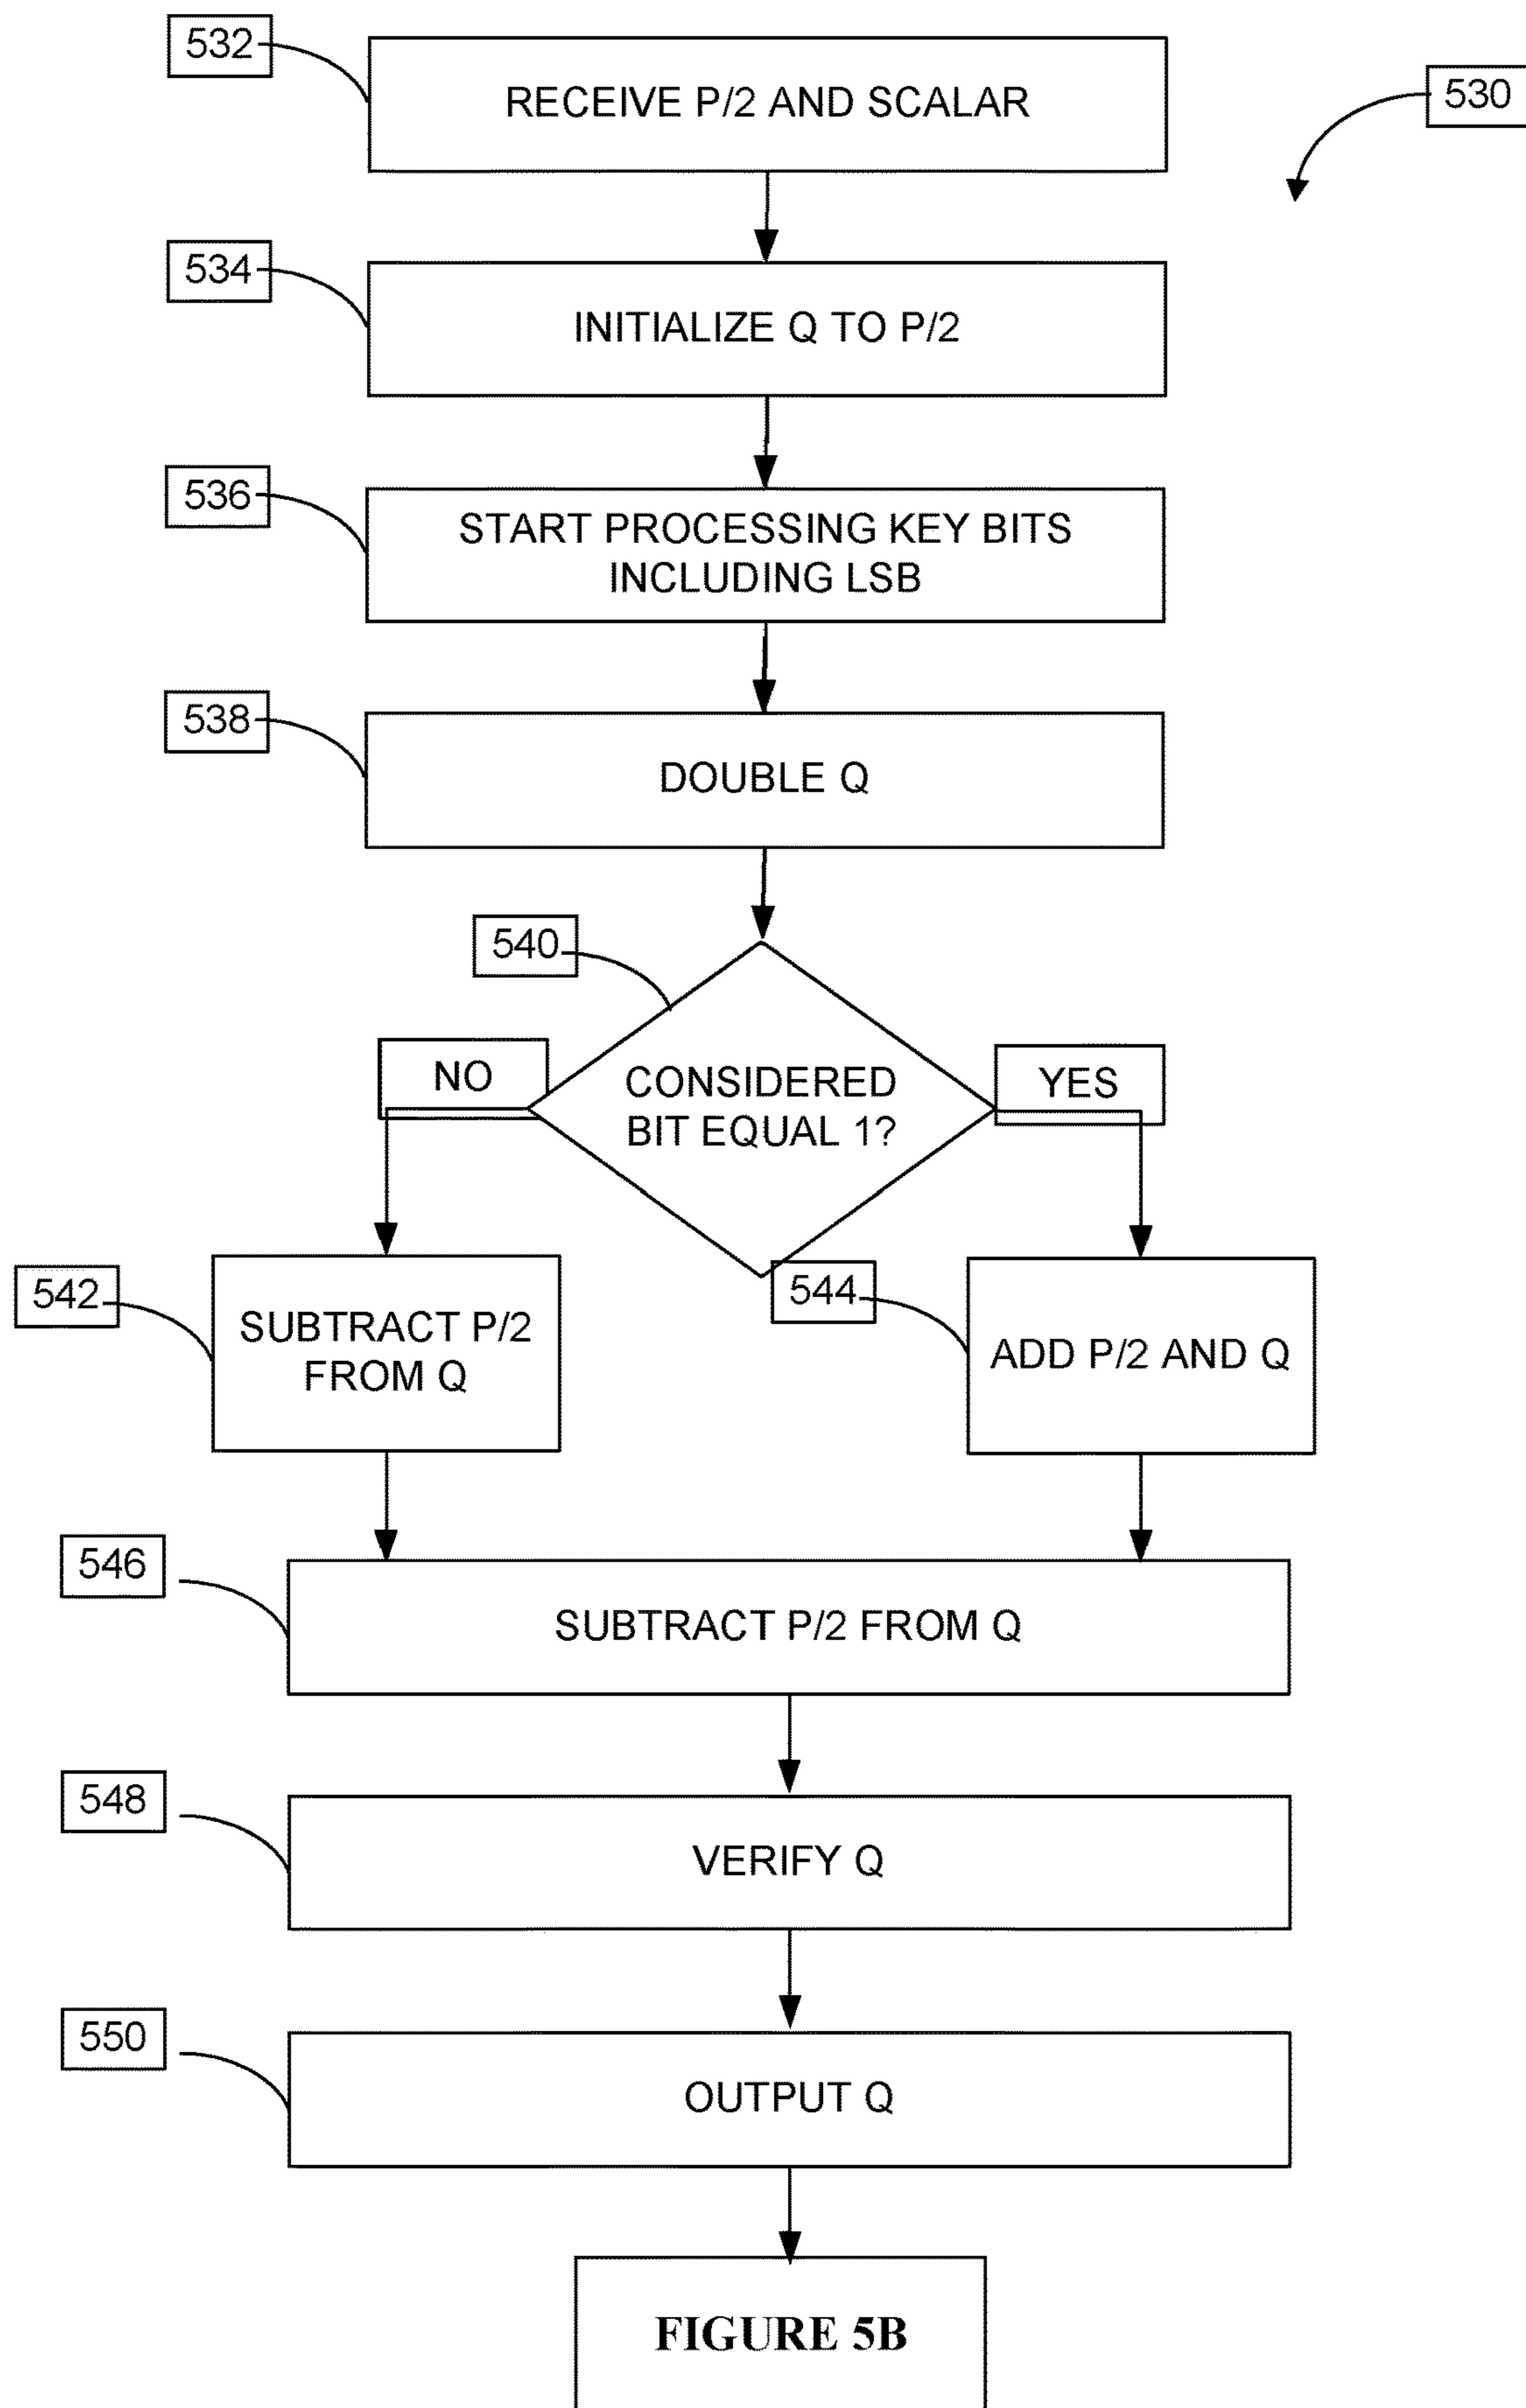 532
RECEIVE P/2 AND SCALAR
530
534
INITIALIZE Q TO P/2
536
START PROCESSING KEY BITS
INCLUDING LSB
538
DOUBLE Q
540
NO
CONSIDERED
BIT EQUAL 1?
YES
542
SUBTRACT P/2
FROM Q
544
ADD P/2 AND Q
546
SUBTRACT P/2 FROM Q
548
VERIFY Q
550
OUTPUT Q
FIGURE 5B